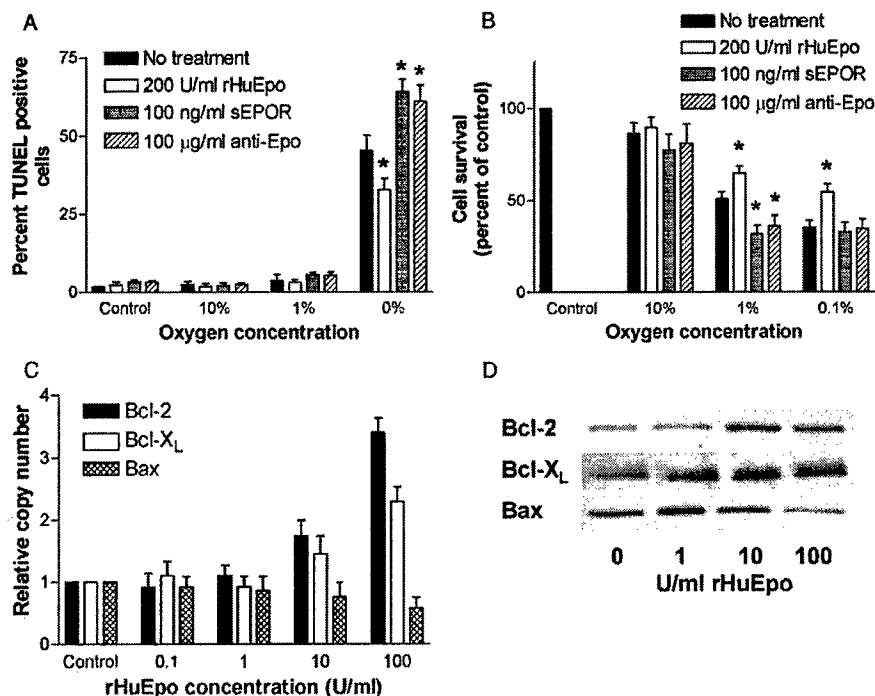 A
75
50
25
0
Percent TUNEL positive
cells
No treatment
200 U/ml rHuEpo
100 ng/ml sEPOR
100 µg/ml anti-Epo
*
*
*
Control
10%
1%
0%
Oxygen concentration
B
100
50
0
Cell survival
(percent of control)
No treatment
200 U/ml rHuEpo
100 ng/ml sEPOR
100 µg/ml anti-Epo
*
*
*
*
Control
10%
1%
0.1%
Oxygen concentration
C
4
3
2
1
0
Relative copy number
Bcl-2
Bcl-XL
Bax
Control
0.1
1
10
100
rHuEpo concentration (U/ml)
D
Bcl-2
Bcl-XL
Bax
0 1 10 100
U/ml rHuEpo